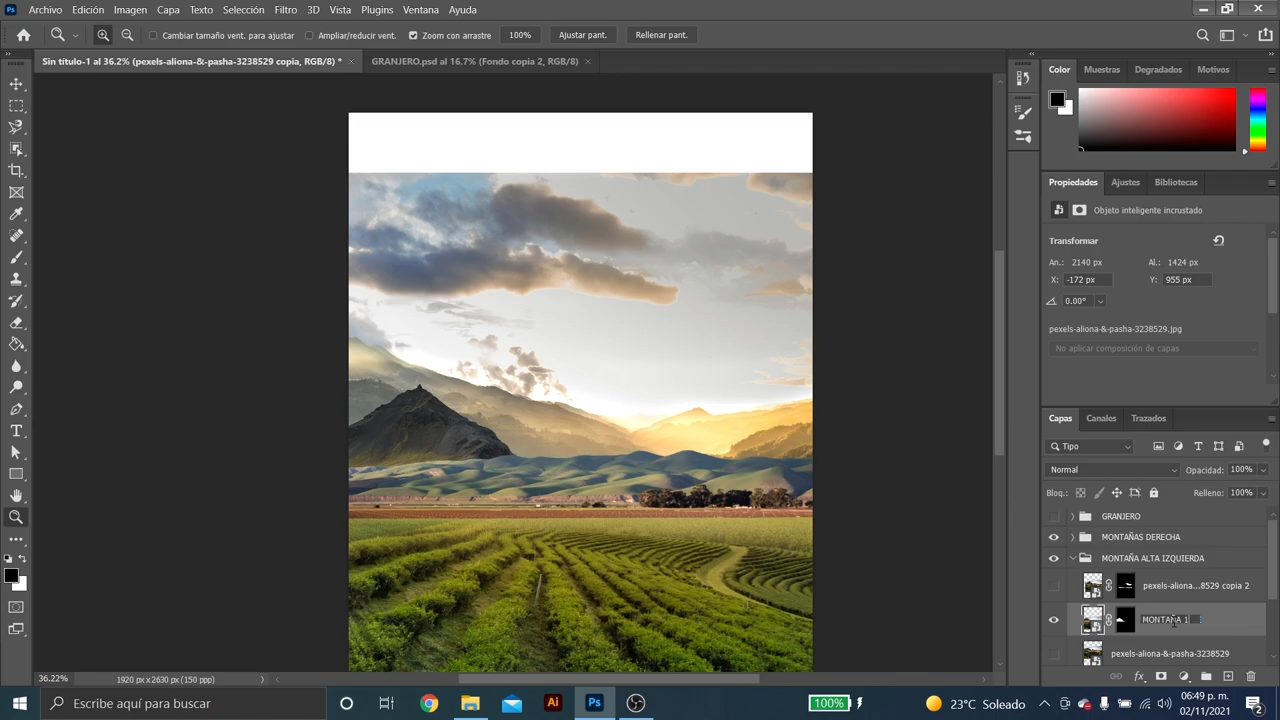 Ps Archivo Edición Imagen Capa Texto Selección Filtro 3D Vista Plugins Ventana Ayuda
Cambiar tamaño vent. para ajustar Ampliar/reducir vent. Zoom con arrastre 100% Ajustar pant. Rellenar pant.
Sin título-1 al 36.2% (pexels-aliona-&-pasha-3238529 copia, RGB/8) * × GRANJERO.psd al 16.7% (Fondo copia 2, RGB/8) ×
Color Muestras Degradados Motivos
Propiedades Ajustes Bibliotecas
Objeto inteligente incrustado
Transformar
An.: 2140 px Al.: 1424 px
X: -172 px Y: 955 px
0.00°
pexels-aliona-&-pasha-3238529.jpg
No aplicar composición de capas
Capas Canales Trazados
Tipo
Normal Opacidad: 100%
Bloq.: Relleno: 100%
GRANJERO
MONTAÑAS DERECHA
MONTAÑA ALTA IZQUIERDA
pexels-aliona...8529 copia 2
MONTAÑA 1
pexels-aliona-&-pasha-3238529
36.22% 1920 px x 2630 px (150 ppp)
Escribe aquí para buscar
Ai Ps 100% 23°C Soleado 06:49 p. m.
02/11/2021 2